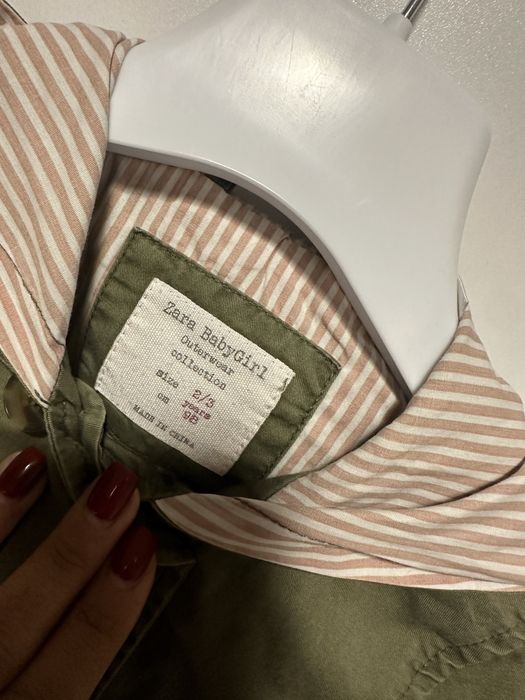 Zara BabyGirl
Outerwear
collection
size 2/3
years
cm 98
MADE IN CHINA